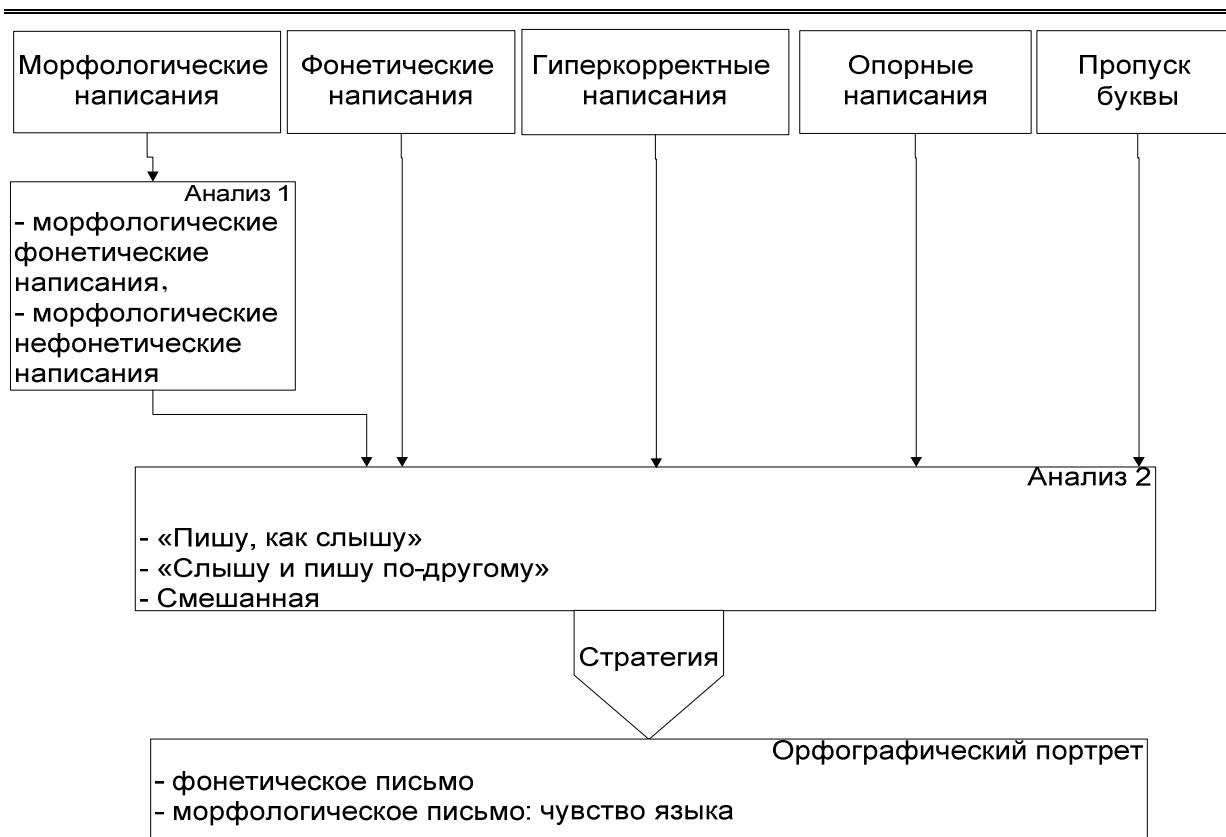 Морфологические
написания
Фонетические
написания
Гиперкорректные
написания
Опорные
написания
Пропуск
буквы
Анализ 1
- морфологические
фонетические
написания,
- морфологические
нефонетические
написания
Анализ 2
- «Пишу, как слышу»
- «Слышу и пишу по-другому»
- Смешанная
Стратегия
Орфографический портрет
- фонетическое письмо
- морфологическое письмо: чувство языка